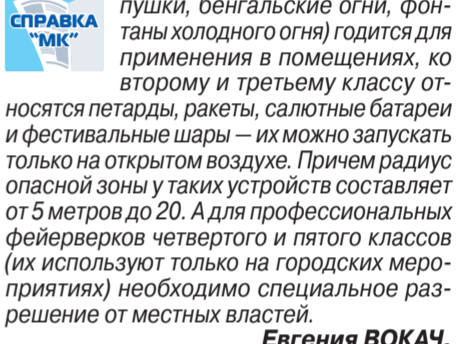 СПРАВКА
"МК"
пушки, бенгальские огни, фон-
таны холодного огня) годится для
применения в помещениях, ко
второму и третьему классу от-
носятся петарды, ракеты, салютные батареи
и фестивальные шары — их можно запускать
только на открытом воздухе. Причем радиус
опасной зоны у таких устройств составляет
от 5 метров до 20. А для профессиональных
фейерверков четвертого и пятого классов
(их используют только на городских меро-
приятиях) необходимо специальное раз-
решение от местных властей.
Евгения ВОКАЧ.